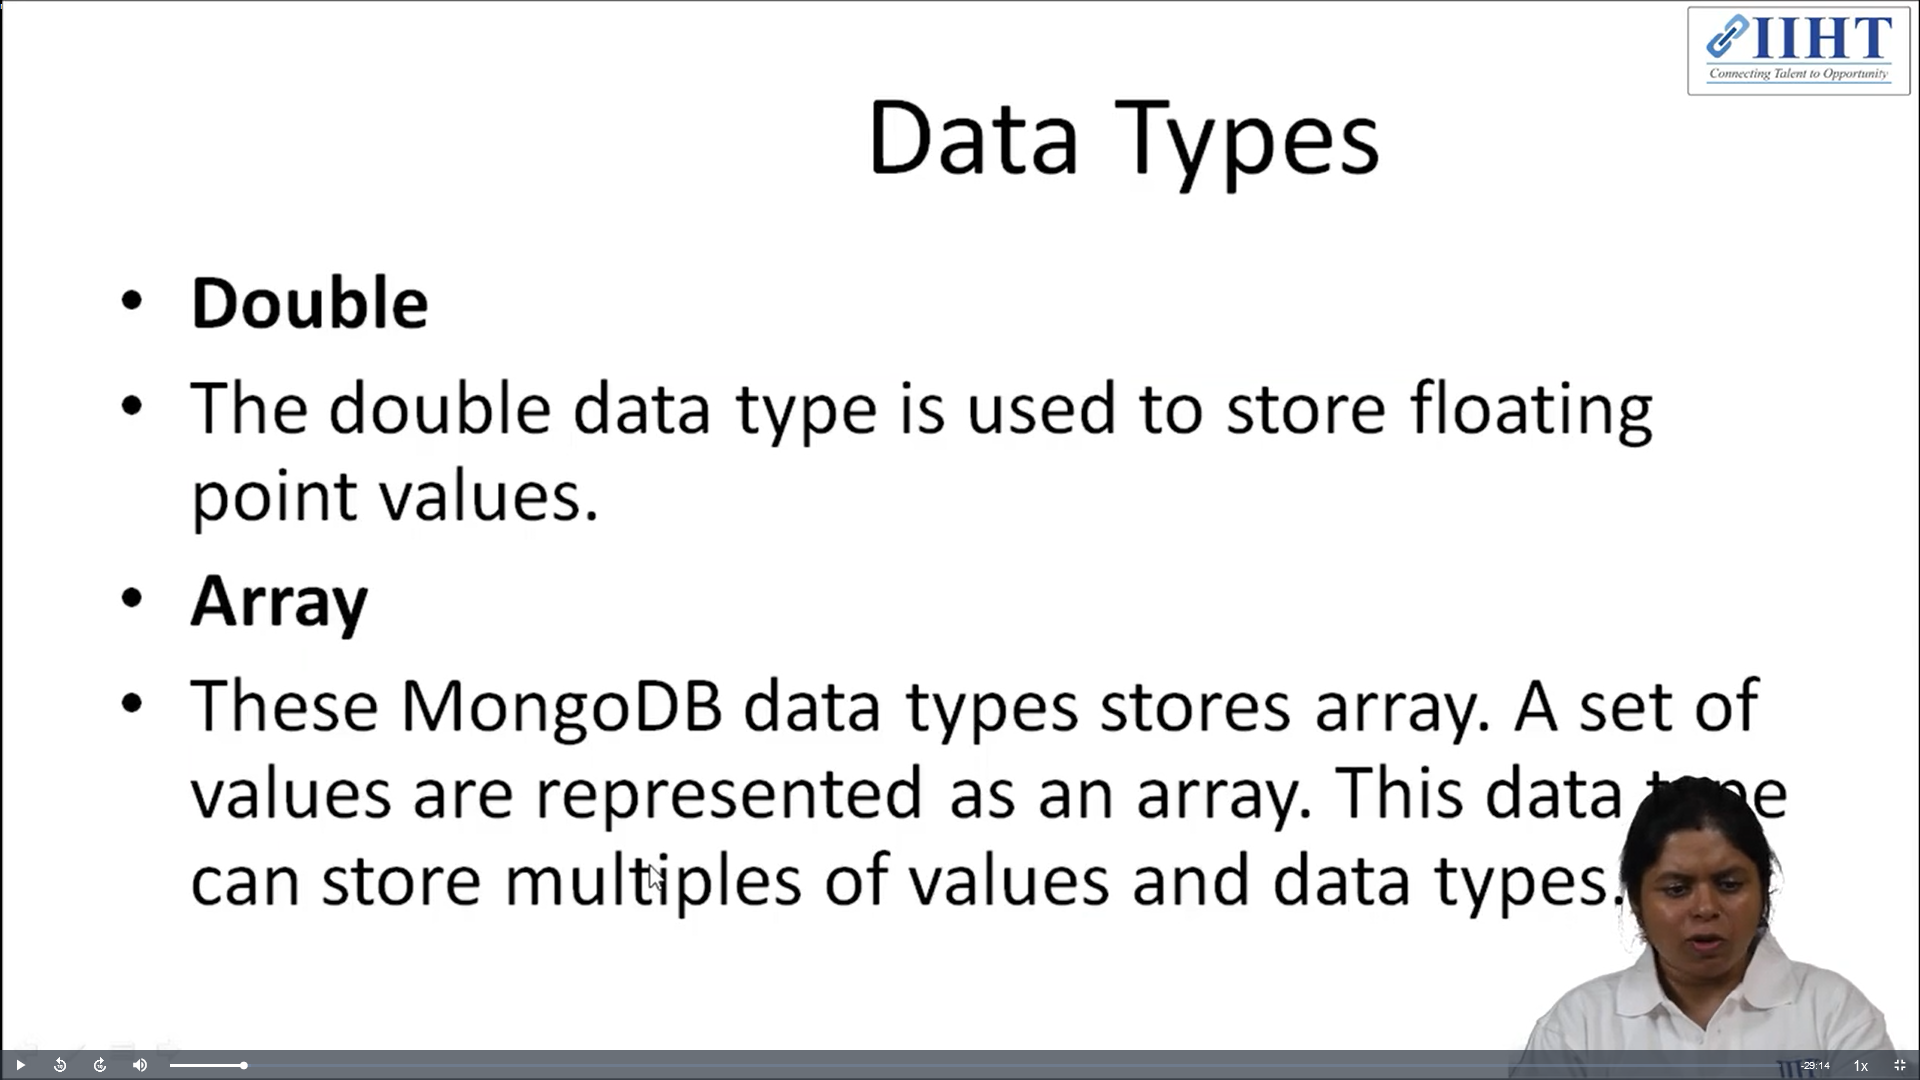 IIHT
Connecting Talent to Opportunity
Data Types
• Double
• The double data type is used to store floating
point values.
• Array
• These MongoDB data types stores array. A set of
values are represented as an array. This data type
can store multiples of values and data types.
IIHT
-29:14
1x